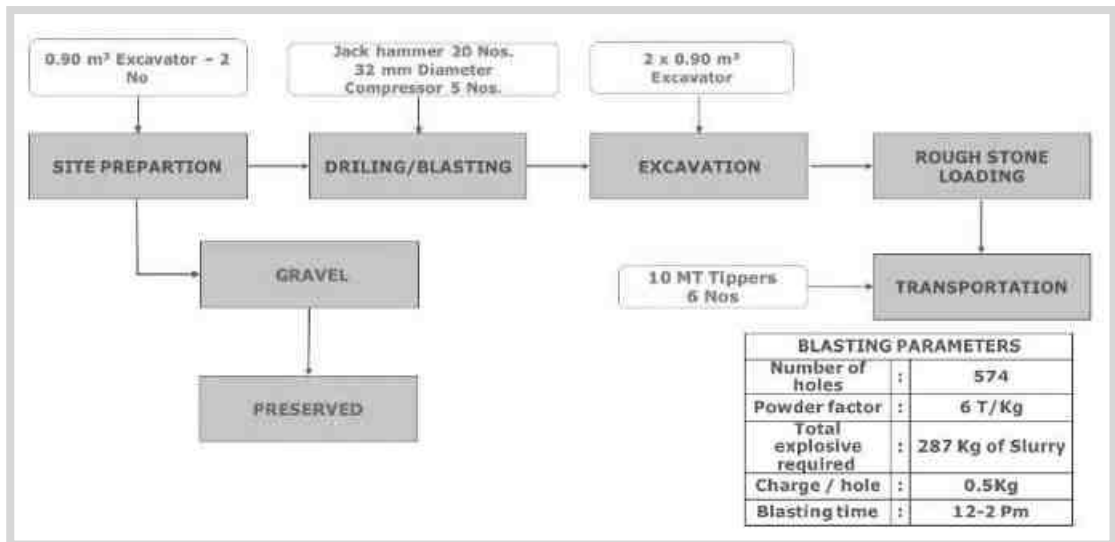 0.90 m³ Excavator – 2
No
Jack hammer 20 Nos.
32 mm Diameter
Compressor 5 Nos.
2 x 0.90 m³
Excavator
SITE PREPARTION
DRILING/BLASTING
EXCAVATION
ROUGH STONE
LOADING
GRAVEL
10 MT Tippers
6 Nos
TRANSPORTATION
PRESERVED
BLASTING PARAMETERS
Number of
holes : 574
Powder factor : 6 T/Kg
Total
explosive
required : 287 Kg of Slurry
Charge / hole : 0.5Kg
Blasting time : 12-2 Pm